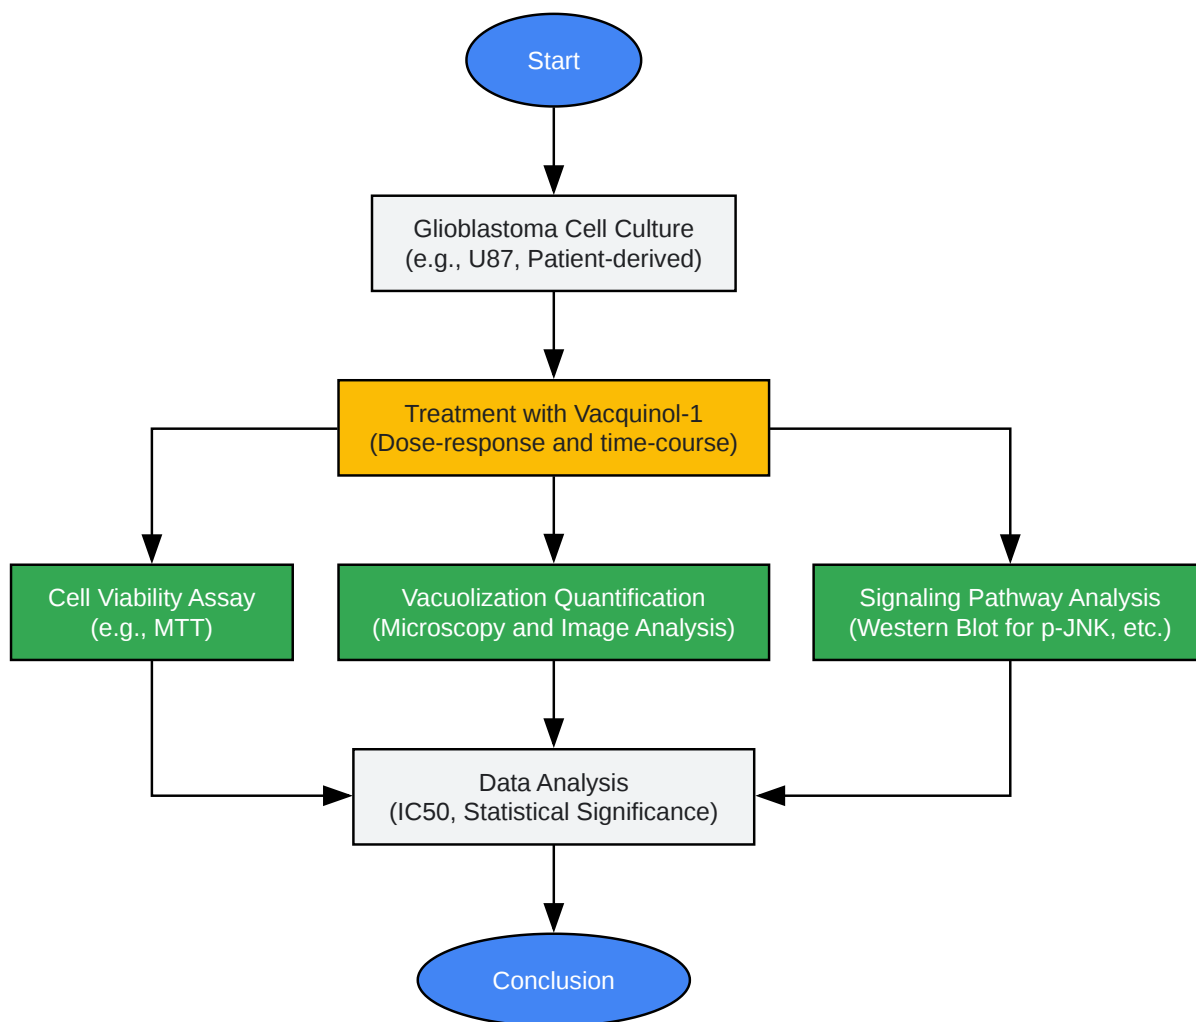 Start
Glioblastoma Cell Culture
(e.g., U87, Patient-derived)
Treatment with Vacquinol-1
(Dose-response and time-course)
Cell Viability Assay
(e.g., MTT)
Vacuolization Quantification
(Microscopy and Image Analysis)
Signaling Pathway Analysis
(Western Blot for p-JNK, etc.)
Data Analysis
(IC50, Statistical Significance)
Conclusion